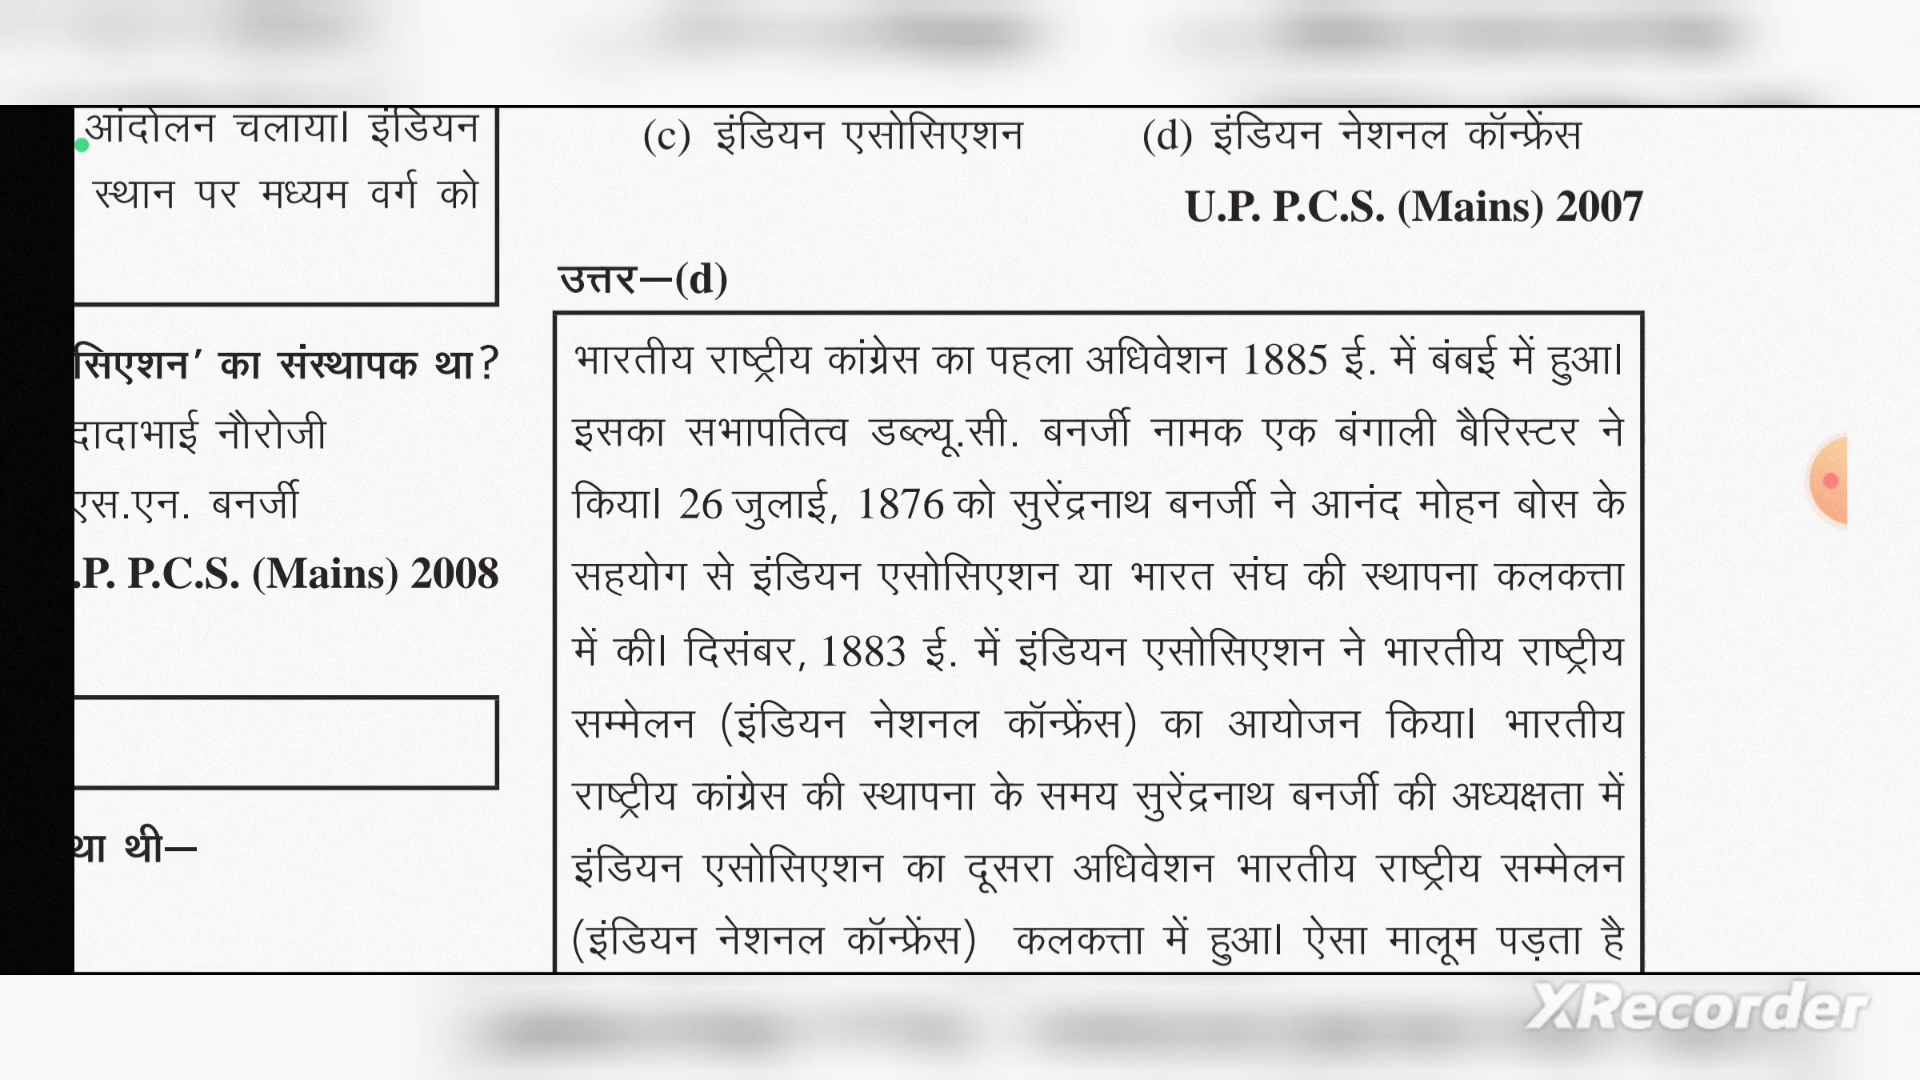 आंदोलन चलाया। इंडियन
स्थान पर मध्यम वर्ग को
सिएशन’ का संस्थापक था?
दादाभाई नौरोजी
एस.एन. बनर्जी
.P. P.C.S. (Mains) 2008
था थी—
(c) इंडियन एसोसिएशन (d) इंडियन नेशनल कॉन्फ्रेंस
U.P. P.C.S. (Mains) 2007
उत्तर—(d)
भारतीय राष्ट्रीय कांग्रेस का पहला अधिवेशन 1885 ई. में बंबई में हुआ।
इसका सभापतित्व डब्ल्यू.सी. बनर्जी नामक एक बंगाली बैरिस्टर ने
किया। 26 जुलाई, 1876 को सुरेंद्रनाथ बनर्जी ने आनंद मोहन बोस के
सहयोग से इंडियन एसोसिएशन या भारत संघ की स्थापना कलकत्ता
में की। दिसंबर, 1883 ई. में इंडियन एसोसिएशन ने भारतीय राष्ट्रीय
सम्मेलन (इंडियन नेशनल कॉन्फ्रेंस) का आयोजन किया। भारतीय
राष्ट्रीय कांग्रेस की स्थापना के समय सुरेंद्रनाथ बनर्जी की अध्यक्षता में
इंडियन एसोसिएशन का दूसरा अधिवेशन भारतीय राष्ट्रीय सम्मेलन
(इंडियन नेशनल कॉन्फ्रेंस) कलकत्ता में हुआ। ऐसा मालूम पड़ता है
XRecorder